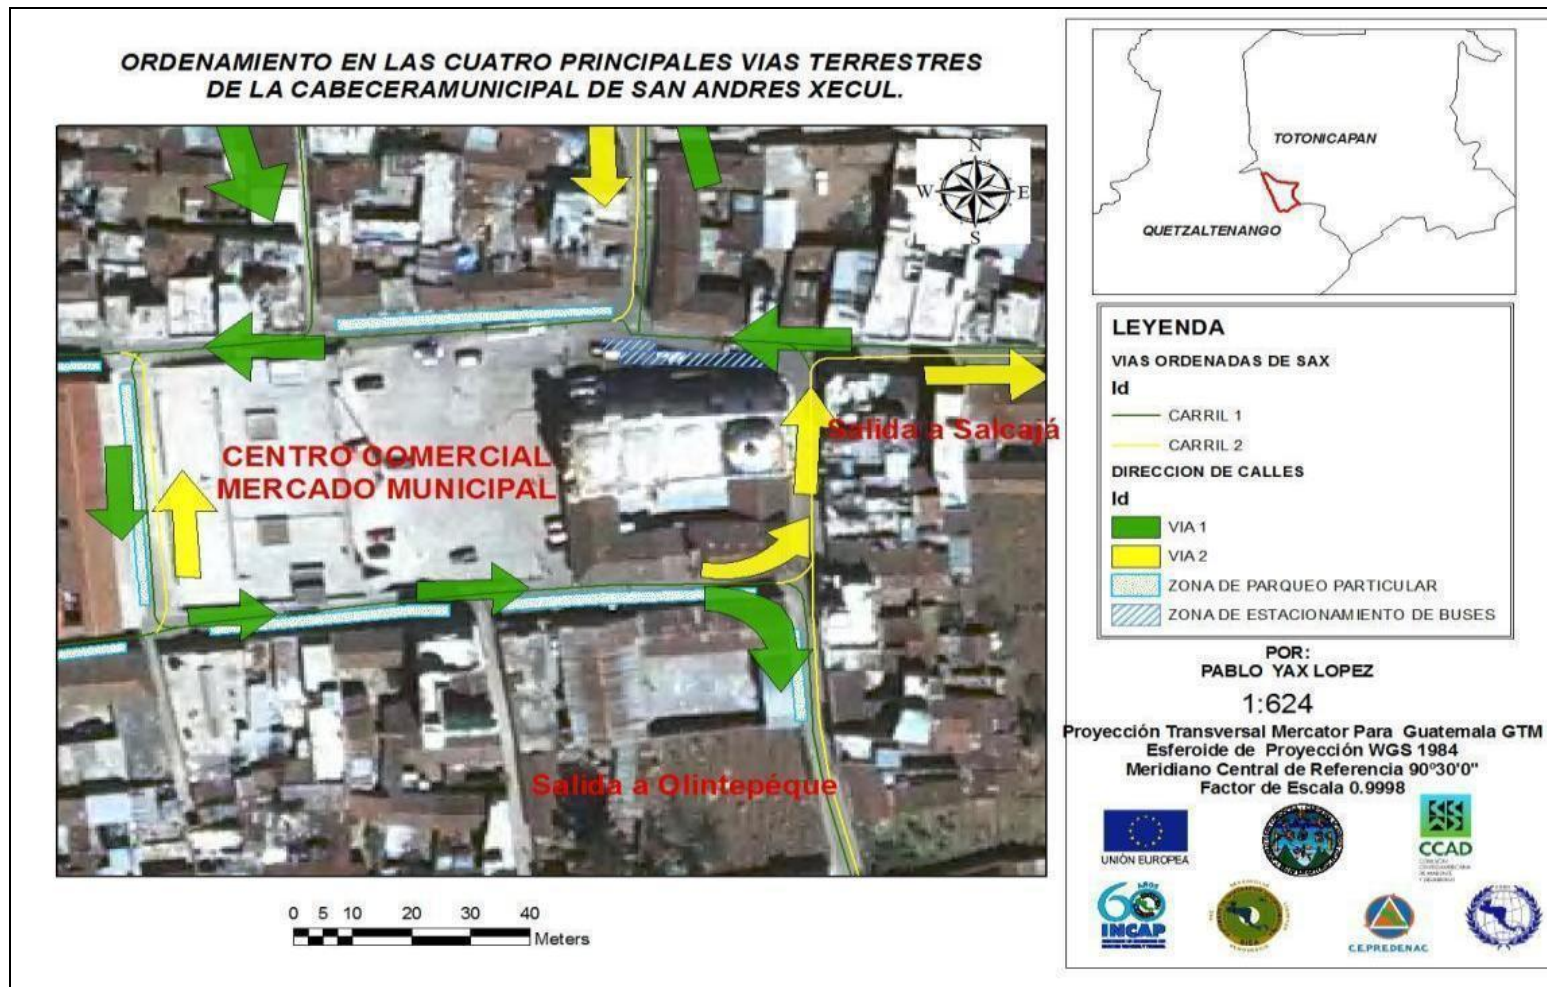 ORDENAMIENTO EN LAS CUATRO PRINCIPALES VIAS TERRESTRES
DE LA CABECERAMUNICIPAL DE SAN ANDRES XECUL.
N
W
E
S
Salida a Salcajá
CENTRO COMERCIAL
MERCADO MUNICIPAL
Salida a Olintepéque
0 5 10 20 30 40
Meters
TOTONICAPAN
QUETZALTENANGO
LEYENDA
VIAS ORDENADAS DE SAX
Id
CARRIL 1
CARRIL 2
DIRECCION DE CALLES
Id
VIA 1
VIA 2
ZONA DE PARQUEO PARTICULAR
ZONA DE ESTACIONAMIENTO DE BUSES
POR:
PABLO YAX LOPEZ
1:624
Proyección Transversal Mercator Para Guatemala GTM
Esferoide de Proyección WGS 1984
Meridiano Central de Referencia 90º30'0"
Factor de Escala 0.9998
UNIÓN EUROPEA
CCAD
60 AÑOS
INCAP
C.E.PREDENAC